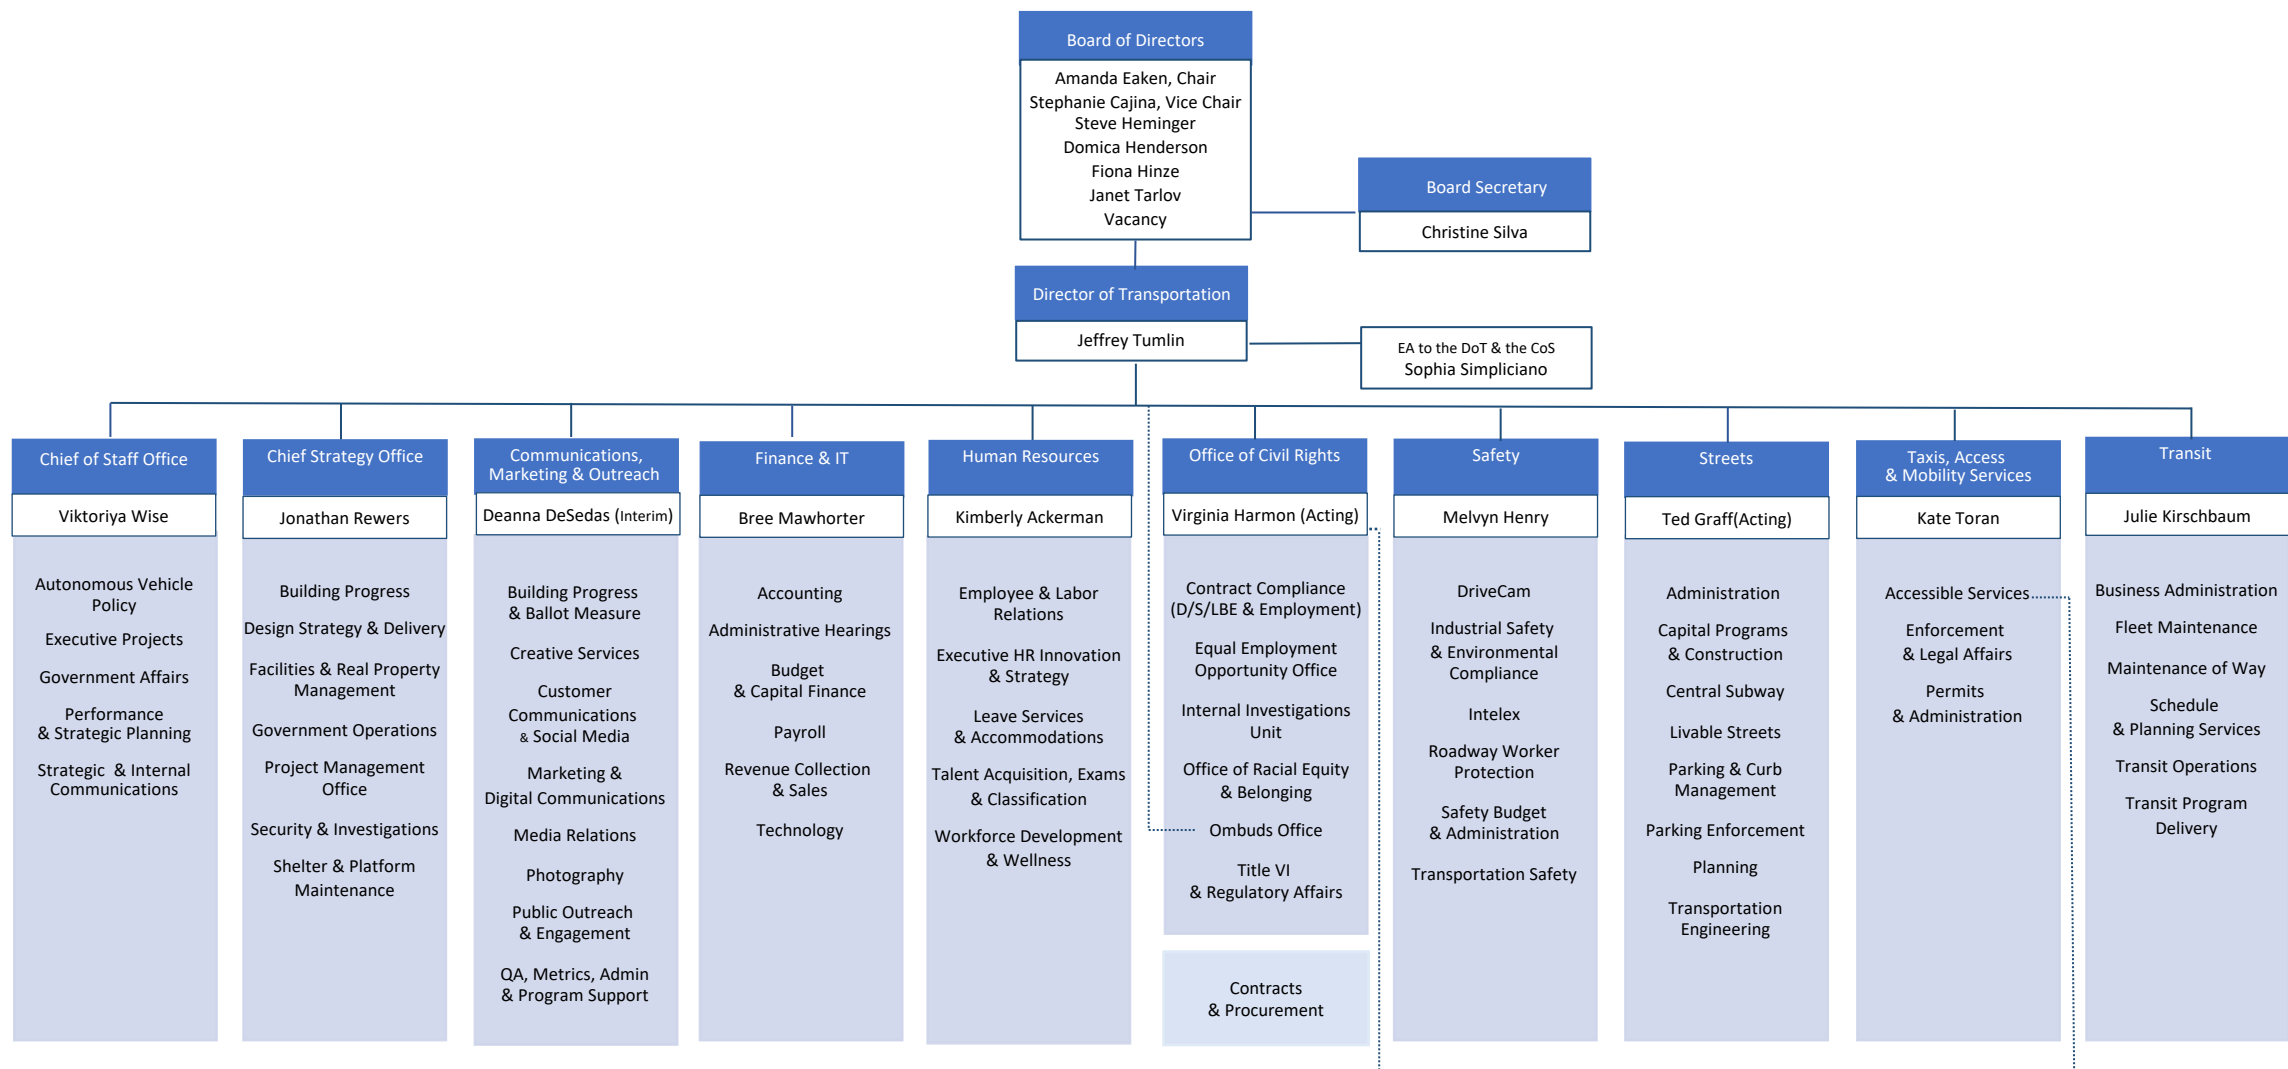 Board of Directors
Amanda Eaken, Chair
Stephanie Cajina, Vice Chair
Steve Heminger
Domica Henderson
Fiona Hinze
Janet Tarlov
Vacancy
Board Secretary
Christine Silva
Director of Transportation
Jeffrey Tumlin
EA to the DoT & the CoS
Sophia Simpliciano
Chief of Staff Office
Viktoriya Wise
Autonomous Vehicle
Policy
Executive Projects
Government Affairs
Performance
& Strategic Planning
Strategic & Internal
Communications
Chief Strategy Office
Jonathan Rewers
Building Progress
Design Strategy & Delivery
Facilities & Real Property
Management
Government Operations
Project Management
Office
Security & Investigations
Shelter & Platform
Maintenance
Communications,
Marketing & Outreach
Deanna DeSedas (Interim)
Building Progress
& Ballot Measure
Creative Services
Customer
Communications
& Social Media
Marketing &
Digital Communications
Media Relations
Photography
Public Outreach
& Engagement
QA, Metrics, Admin
& Program Support
Finance & IT
Bree Mawhorter
Accounting
Administrative Hearings
Budget
& Capital Finance
Payroll
Revenue Collection
& Sales
Technology
Human Resources
Kimberly Ackerman
Employee & Labor
Relations
Executive HR Innovation
& Strategy
Leave Services
& Accommodations
Talent Acquisition, Exams
& Classification
Workforce Development
& Wellness
Office of Civil Rights
Virginia Harmon (Acting)
Contract Compliance
(D/S/LBE & Employment)
Equal Employment
Opportunity Office
Internal Investigations
Unit
Office of Racial Equity
& Belonging
Ombuds Office
Title VI
& Regulatory Affairs
Contracts
& Procurement
Safety
Melvyn Henry
DriveCam
Industrial Safety
& Environmental
Compliance
Intelex
Roadway Worker
Protection
Safety Budget
& Administration
Transportation Safety
Streets
Ted Graff(Acting)
Administration
Capital Programs
& Construction
Central Subway
Livable Streets
Parking & Curb
Management
Parking Enforcement
Planning
Transportation
Engineering
Taxis, Access
& Mobility Services
Kate Toran
Accessible Services
Enforcement
& Legal Affairs
Permits
& Administration
Transit
Julie Kirschbaum
Business Administration
Fleet Maintenance
Maintenance of Way
Schedule
& Planning Services
Transit Operations
Transit Program
Delivery